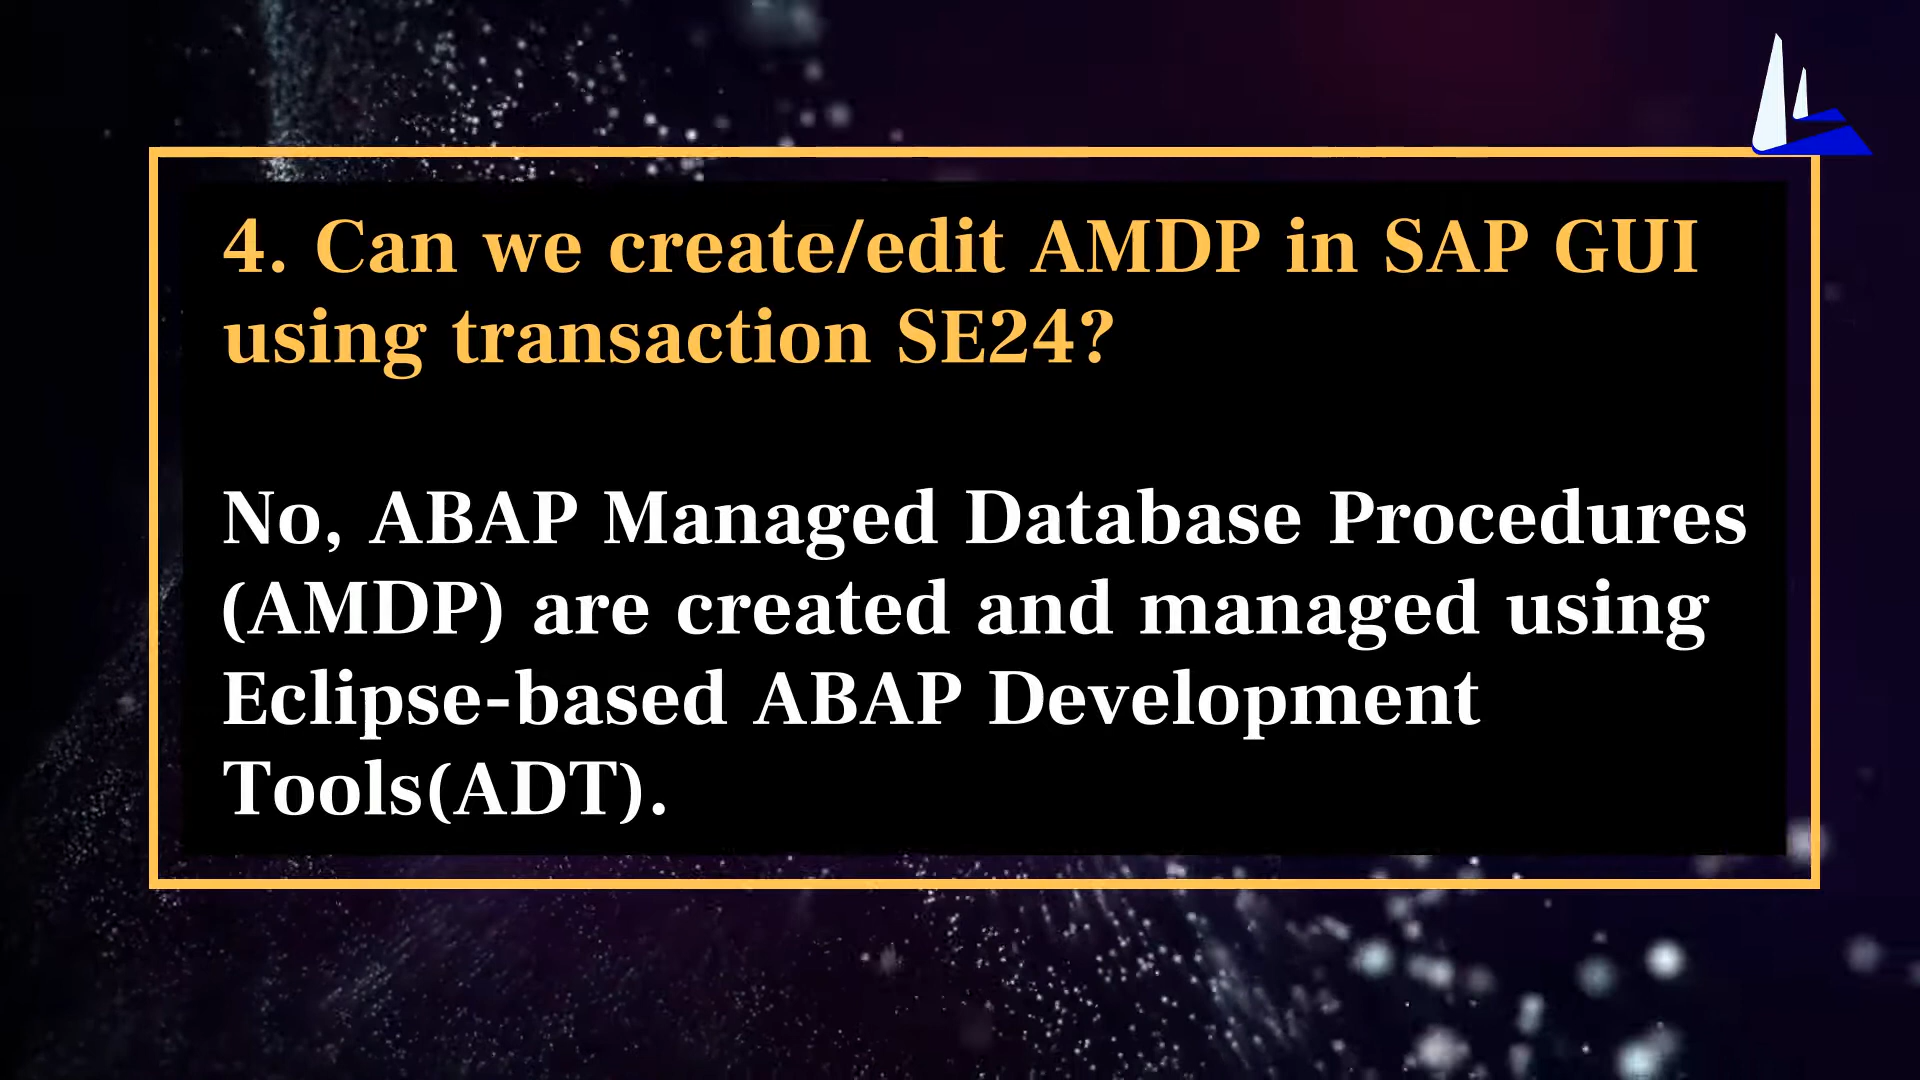 4. Can we create/edit AMDP in SAP GUI
using transaction SE24?
No, ABAP Managed Database Procedures
(AMDP) are created and managed using
Eclipse-based ABAP Development
Tools(ADT).